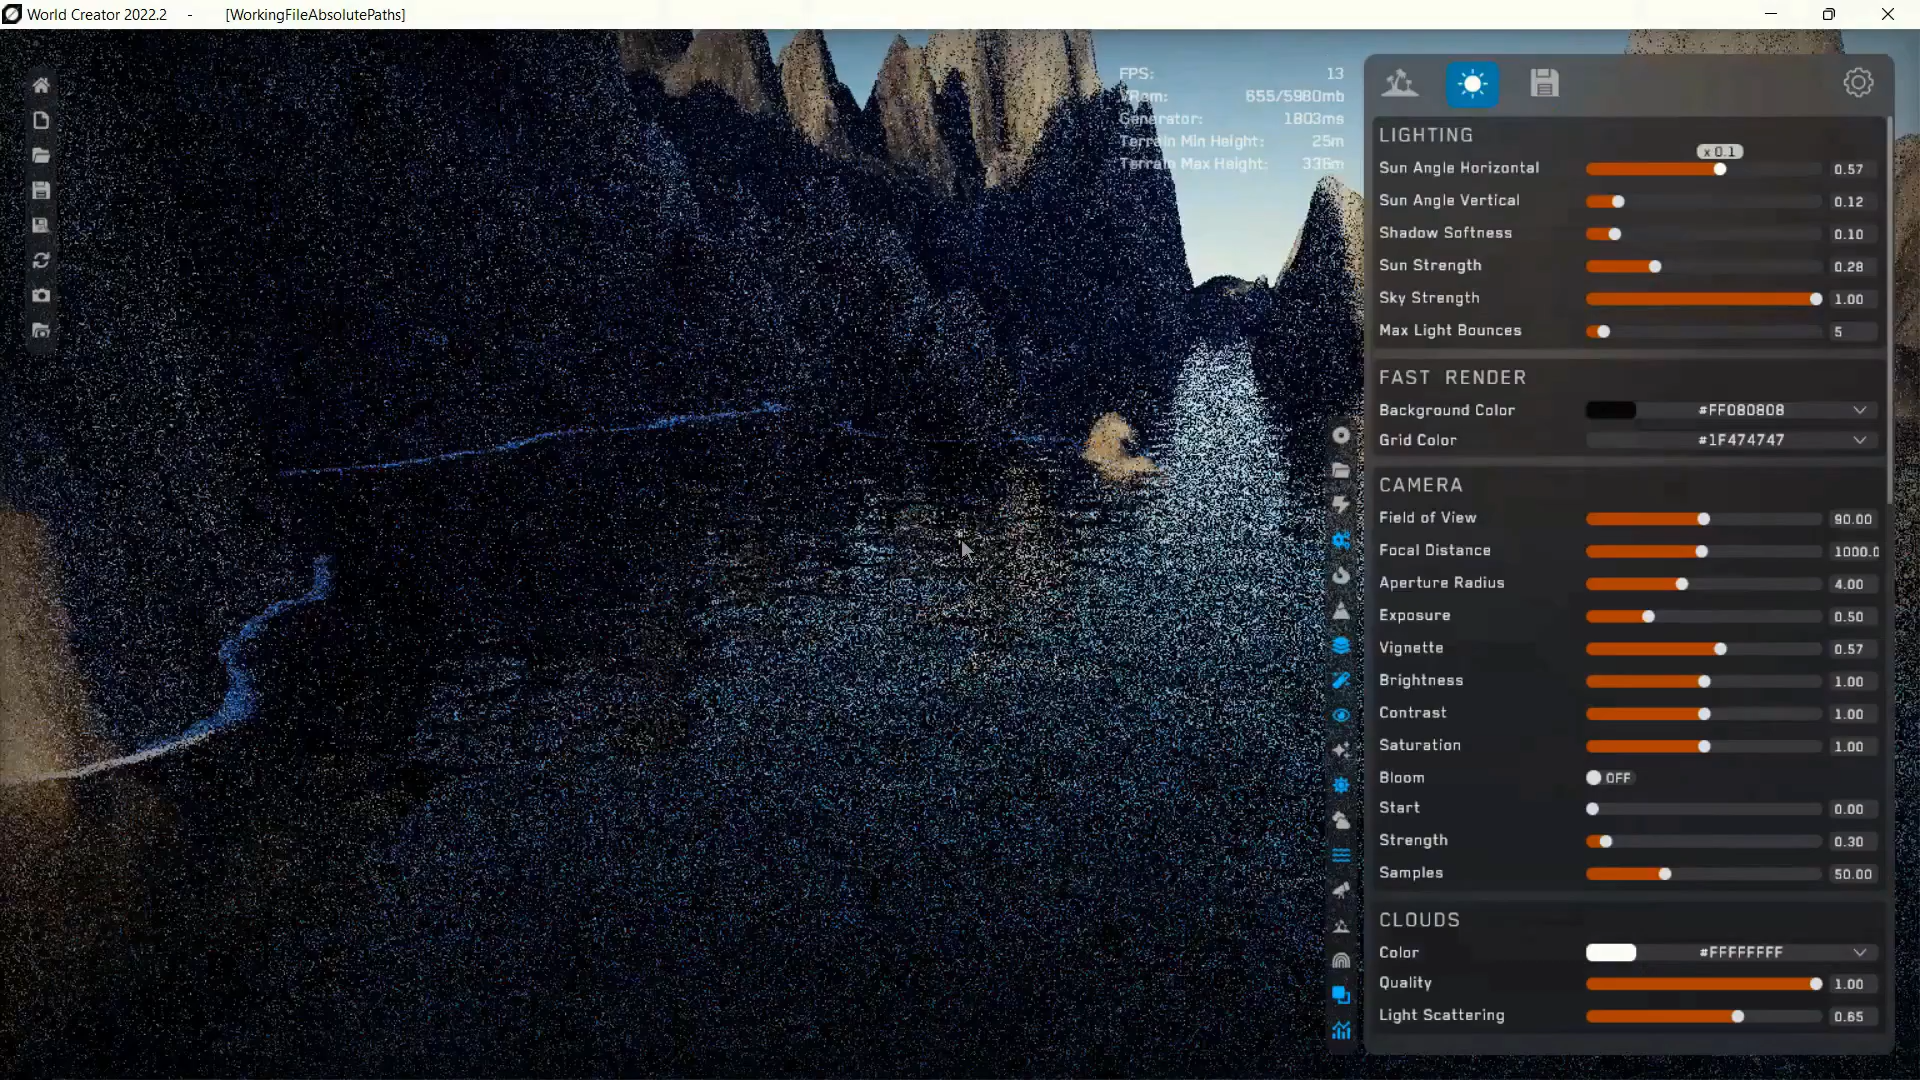 World Creator 2022.2 - [WorkingFileAbsolutePaths]
FPS: 13
VRam: 655/5980mb
Generator: 1803ms
Terrain Min Height: 25m
Terrain Max Height: 336m
LIGHTING
x 0.1
Sun Angle Horizontal 0.57
Sun Angle Vertical 0.12
Shadow Softness 0.10
Sun Strength 0.28
Sky Strength 1.00
Max Light Bounces 5
FAST RENDER
Background Color #FF080808
Grid Color #1F474747
CAMERA
Field of View 90.00
Focal Distance 1000.0
Aperture Radius 4.00
Exposure 0.50
Vignette 0.57
Brightness 1.00
Contrast 1.00
Saturation 1.00
Bloom OFF
Start 0.00
Strength 0.30
Samples 50.00
CLOUDS
Color #FFFFFFFF
Quality 1.00
Light Scattering 0.65